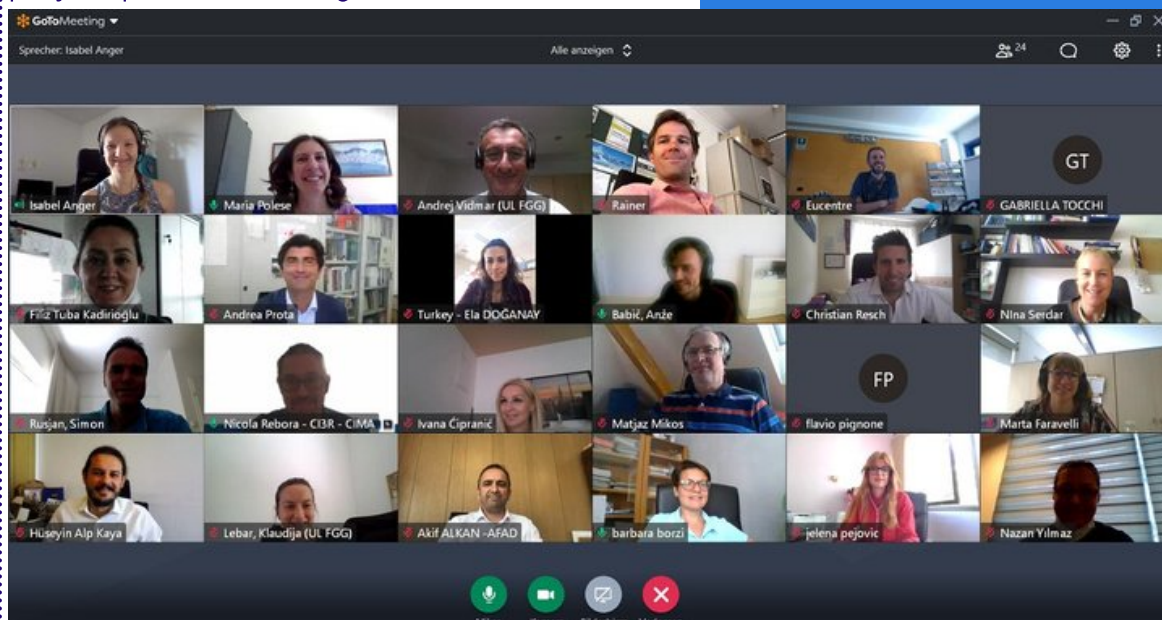 GoToMeeting
Sprecher: Isabel Anger
Alle anzeigen
24
Isabel Anger
Maria Polese
Andrej Vidmar (UL FGG)
Rainer
Eucentre
GT
GABRIELLA TOCCHI
Filiz Tuba Kadirioğlu
Andrea Prota
Turkey - Ela DOĞANAY
Babić, Anže
Christian Resch
NIna Serdar
Rusjan, Simon
Nicola Rebora - CI3R - CIMA
Ivana Ćipranić
Matjaz Mikos
FP
flavio pignone
Marta Faravelli
Hüseyin Alp Kaya
Lebar, Klaudija (UL FGG)
Akif ALKAN -AFAD
barbara borzi
jelena pejovic
Nazan Yılmaz